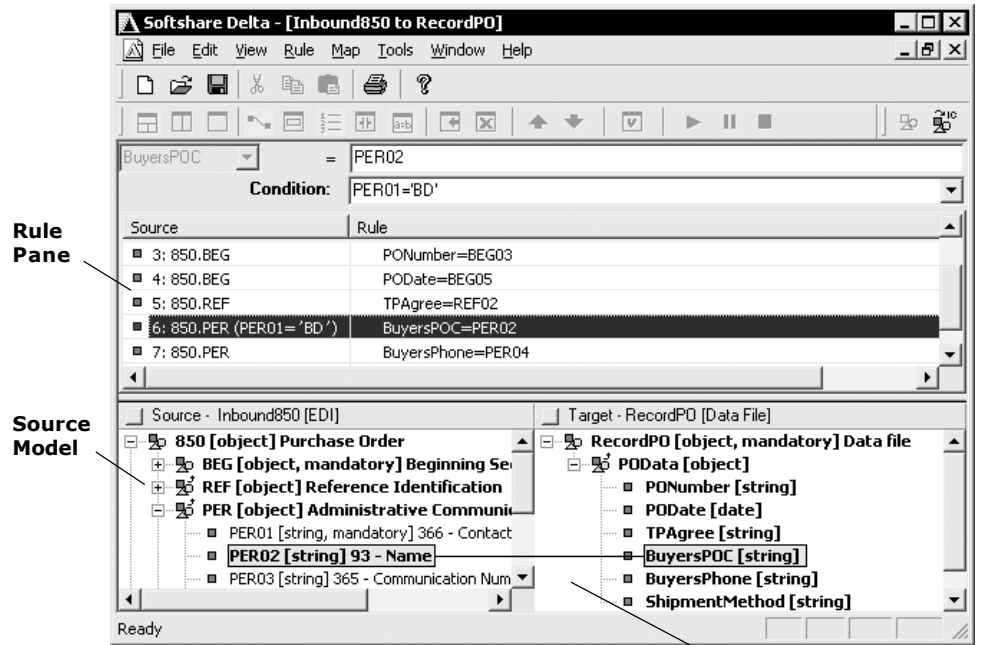 Softshare Delta - [Inbound850 to RecordPO]
File Edit View Rule Map Tools Window Help
BuyersPOC = PER02
Condition: PER01='BD'
Rule Pane
Source Rule
3: 850.BEG PONumber=BEG03
4: 850.BEG PODate=BEG05
5: 850.REF TPAgree=REF02
6: 850.PER (PER01='BD') BuyersPOC=PER02
7: 850.PER BuyersPhone=PER04
Source Model
Source - Inbound850 [EDI] Target - RecordPO [Data File]
850 [object] Purchase Order RecordPO [object, mandatory] Data file
BEG [object, mandatory] Beginning Se POData [object]
REF [object] Reference Identification PONumber [string]
PER [object] Administrative Communic PODate [date]
PER01 [string, mandatory] 366 - Contact TPAgree [string]
PER02 [string] 93 - Name BuyersPOC [string]
PER03 [string] 365 - Communication Num BuyersPhone [string]
ShipmentMethod [string]
Ready